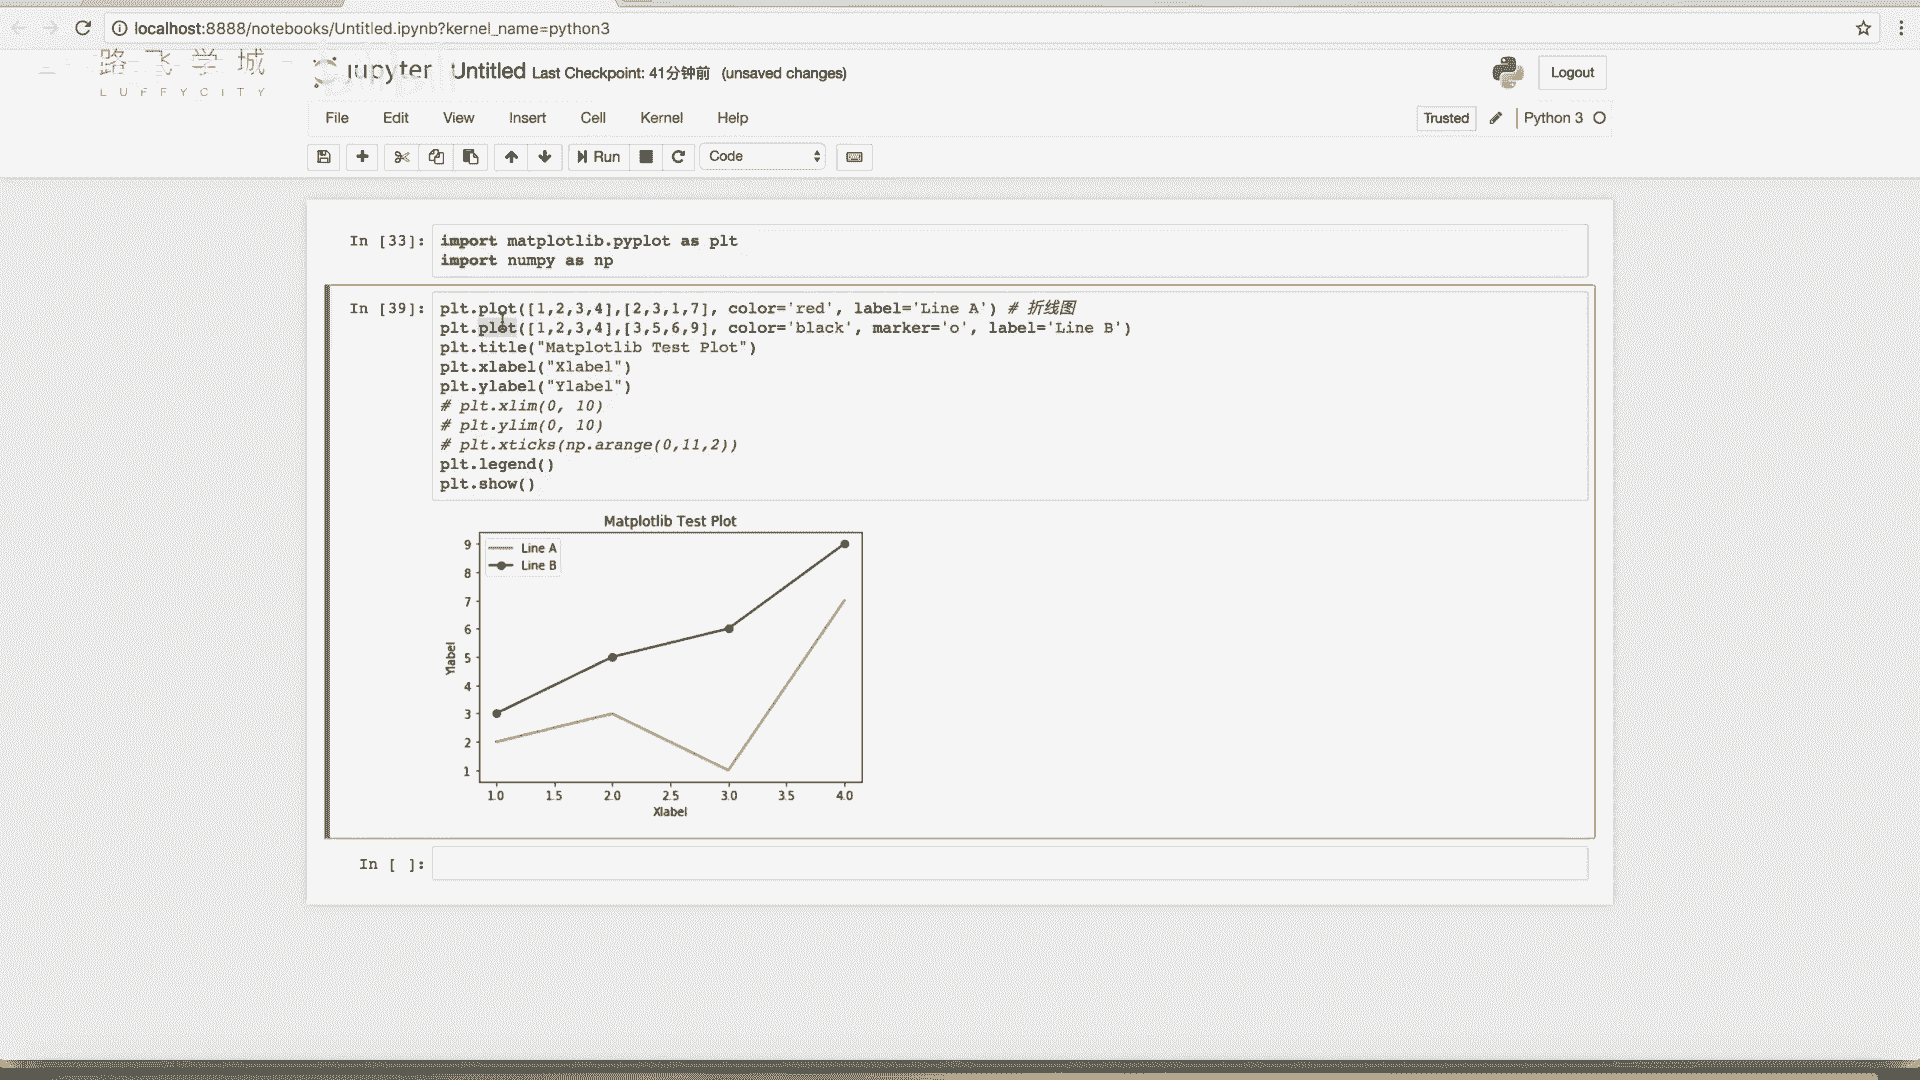 localhost:8888/notebooks/Untitled.ipynb?kernel_name=python3
路飞学城
LUFFYCITY
jupyter Untitled Last Checkpoint: 41分钟前 (unsaved changes)
Logout
File Edit View Insert Cell Kernel Help
Trusted Python 3
Run Code
In [33]: import matplotlib.pyplot as plt
import numpy as np
In [39]: plt.plot([1,2,3,4],[2,3,1,7], color='red', label='Line A') # 折线图
plt.plot([1,2,3,4],[3,5,6,9], color='black', marker='o', label='Line B')
plt.title("Matplotlib Test Plot")
plt.xlabel("Xlabel")
plt.ylabel("Ylabel")
# plt.xlim(0, 10)
# plt.ylim(0, 10)
# plt.xticks(np.arange(0,11,2))
plt.legend()
plt.show()
Matplotlib Test Plot
Line A
Line B
9
8
7
6
5
4
3
2
1
Ylabel
1.0 1.5 2.0 2.5 3.0 3.5 4.0
Xlabel
In [ ]: